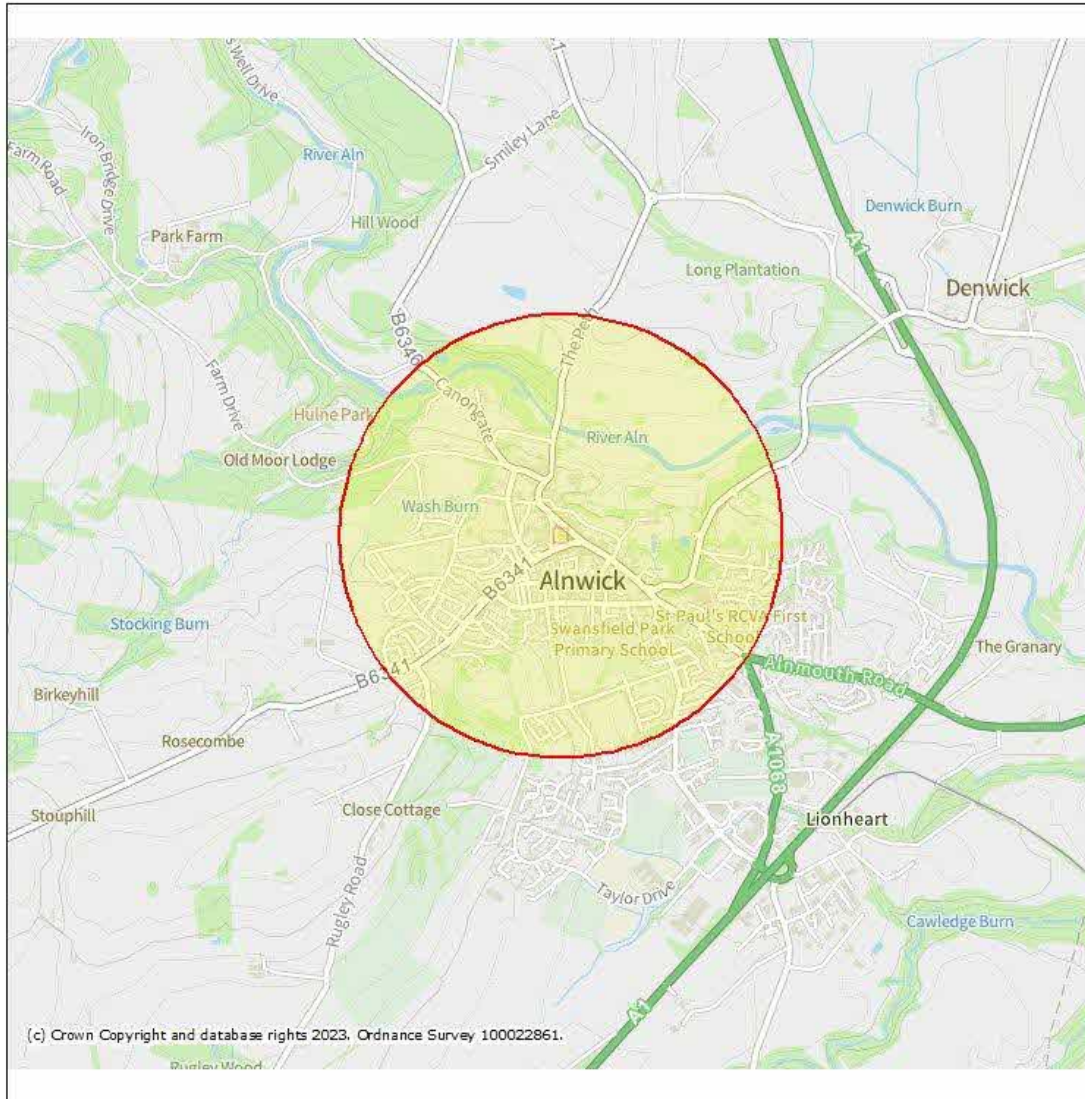 s Well Drive
Iron Bridge Drive
Farm Road
River Aln
Smiley Lane
Hill Wood
Park Farm
Denwick Burn
A1
Long Plantation
Denwick
B6346
The Peth
Farm Drive
Canongate
Hulne Park
River Aln
Old Moor Lodge
Wash Burn
B6341
Alnwick
Stocking Burn
Swansfield Park
Primary School
St Paul's RCVA First
School
The Granary
Alnmouth Road
B6341
Birkeyhill
Rosecombe
A1068
Stouphill
Close Cottage
Lionheart
Rugley Road
Taylor Drive
Cawledge Burn
A1
(c) Crown Copyright and database rights 2023. Ordnance Survey 100022861.
Rugley Wood